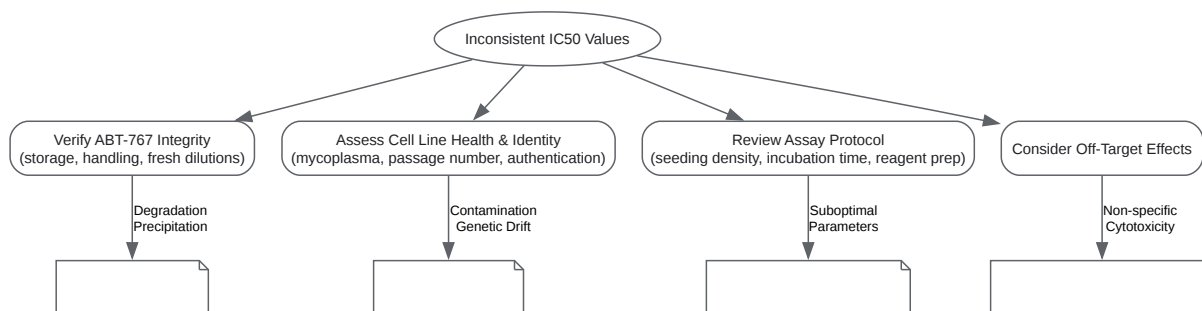 Inconsistent IC50 Values
Verify ABT-767 Integrity
(storage, handling, fresh dilutions)
Assess Cell Line Health & Identity
(mycoplasma, passage number, authentication)
Review Assay Protocol
(seeding density, incubation time, reagent prep)
Consider Off-Target Effects
Degradation
Precipitation
Contamination
Genetic Drift
Suboptimal
Parameters
Non-specific
Cytotoxicity